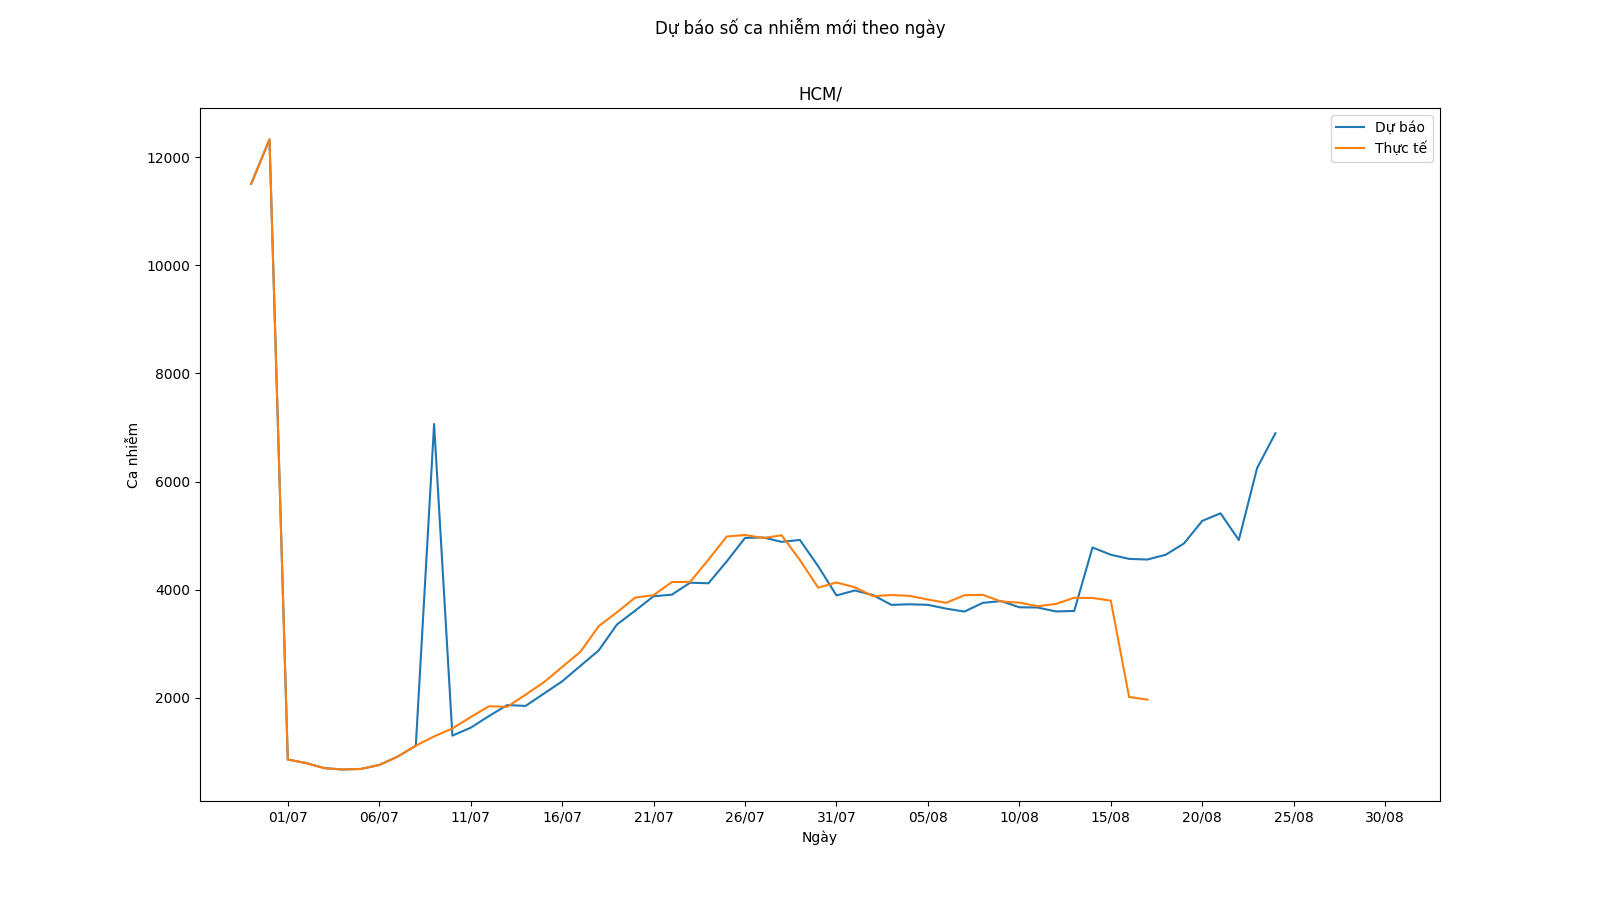 Dự báo số ca nhiễm mới theo ngày
HCM/
Dự báo
Thực tế
12000
10000
8000
6000
4000
2000
Ca nhiễm
01/07 06/07 11/07 16/07 21/07 26/07 31/07 05/08 10/08 15/08 20/08 25/08 30/08
Ngày